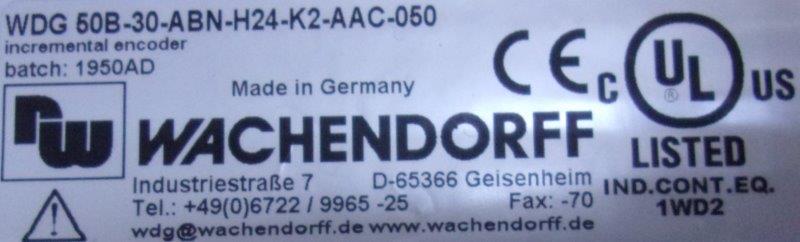 WDG 50B-30-ABN-H24-K2-AAC-050
incremental encoder
batch: 1950AD
Made in Germany
CE
c UL US
®
LISTED
IND.CONT.EQ.
1WD2
nw
WACHENDORFF
Industriestraße 7 D-65366 Geisenheim
Tel.: +49(0)6722 / 9965 -25 Fax: -70
wdg@wachendorff.de www.wachendorff.de